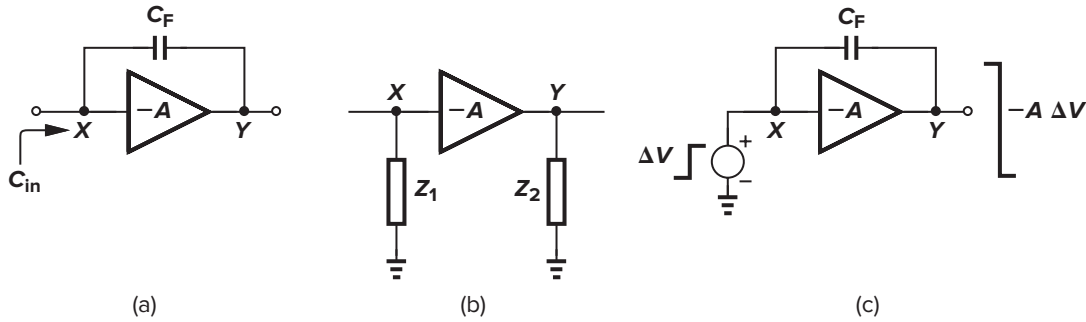 C_F
−A
X
Y
C_in
(a)
X
−A
Y
Z_1
Z_2
(b)
C_F
−A
X
Y
ΔV
+
−
−A ΔV
(c)